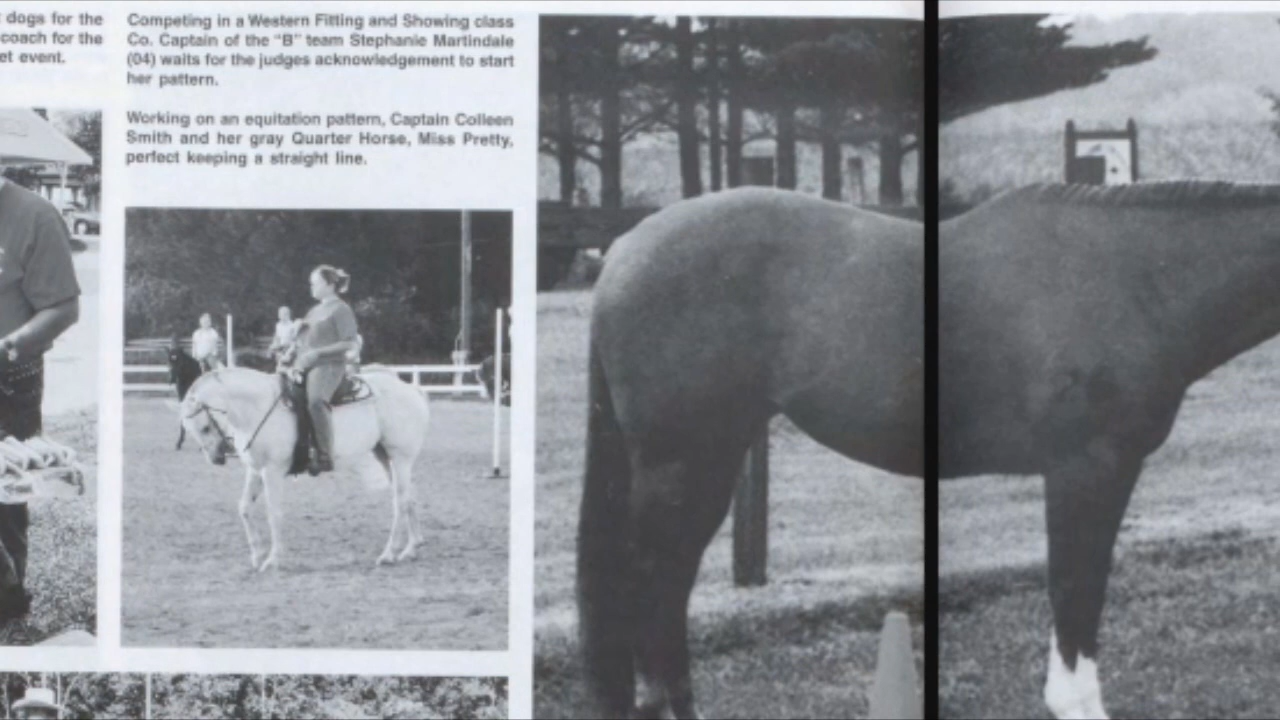 dogs for the
coach for the
et event.
Competing in a Western Fitting and Showing class
Co. Captain of the "B" team Stephanie Martindale
(04) waits for the judges acknowledgement to start
her pattern.
Working on an equitation pattern, Captain Colleen
Smith and her gray Quarter Horse, Miss Pretty,
perfect keeping a straight line.